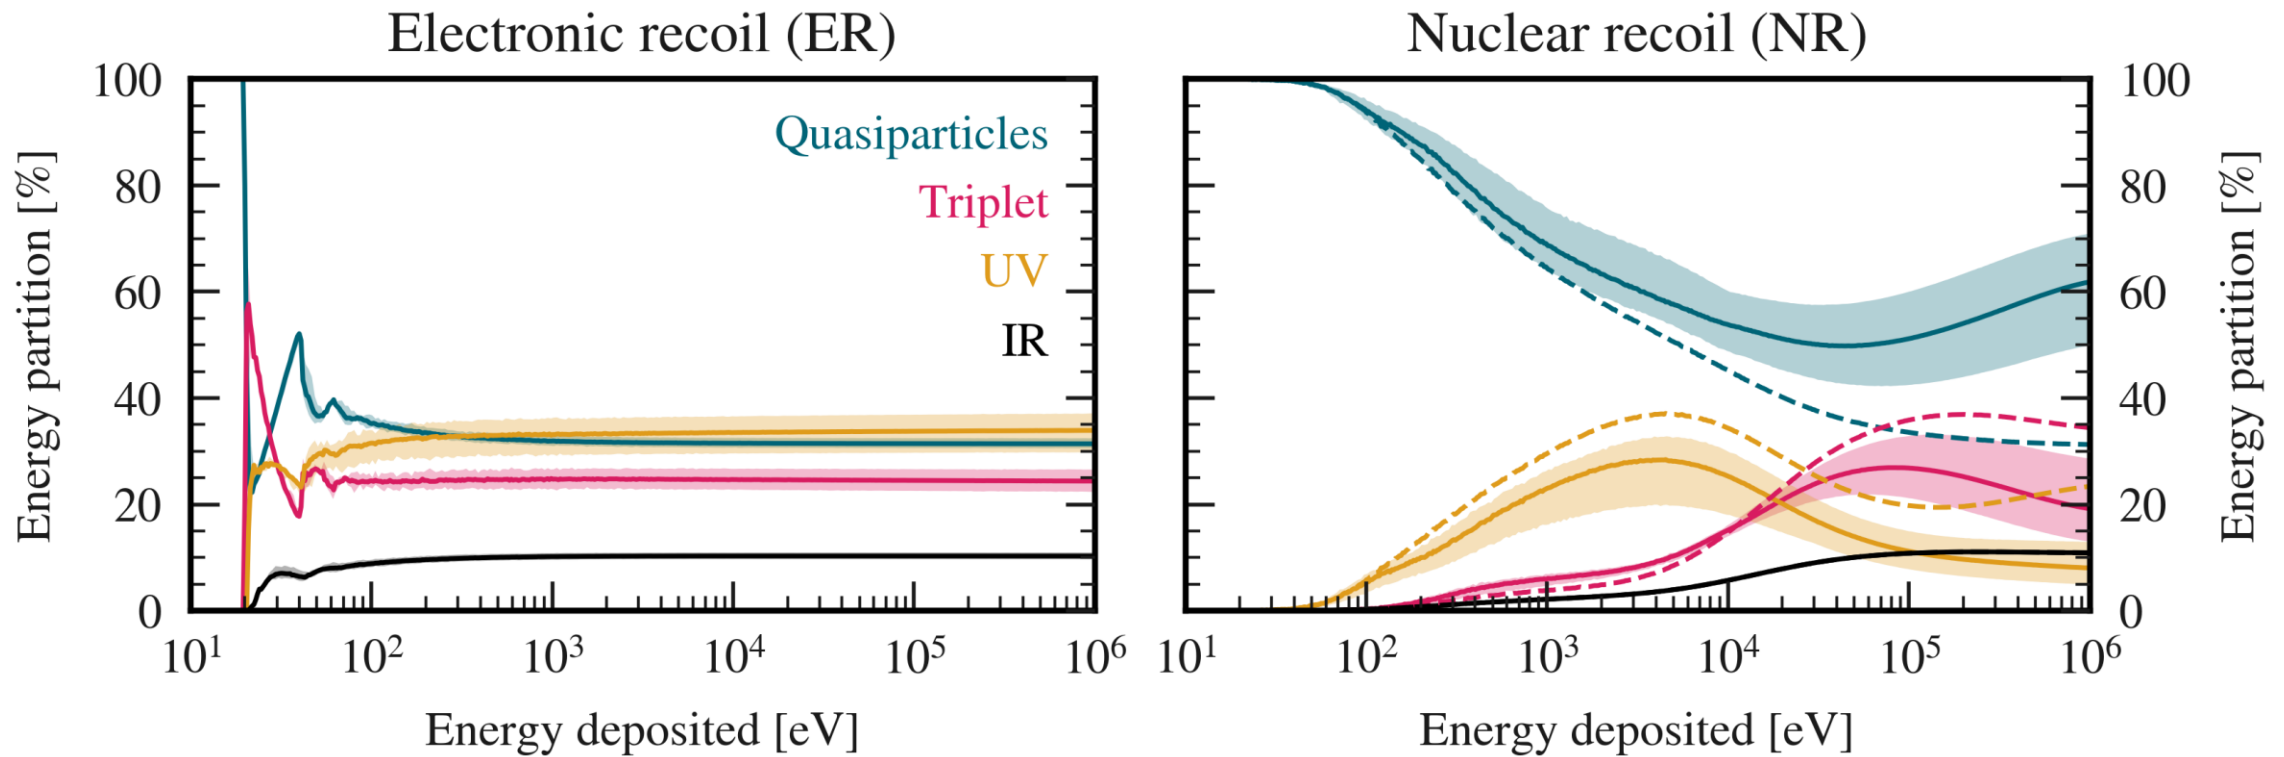 Electronic recoil (ER)
Nuclear recoil (NR)
Energy partition [%]
100
80
60
40
20
0
Quasiparticles
Triplet
UV
IR
10¹ 10² 10³ 10⁴ 10⁵ 10⁶
Energy deposited [eV]
10¹ 10² 10³ 10⁴ 10⁵ 10⁶
Energy deposited [eV]
100
80
60
40
20
0
Energy partition [%]